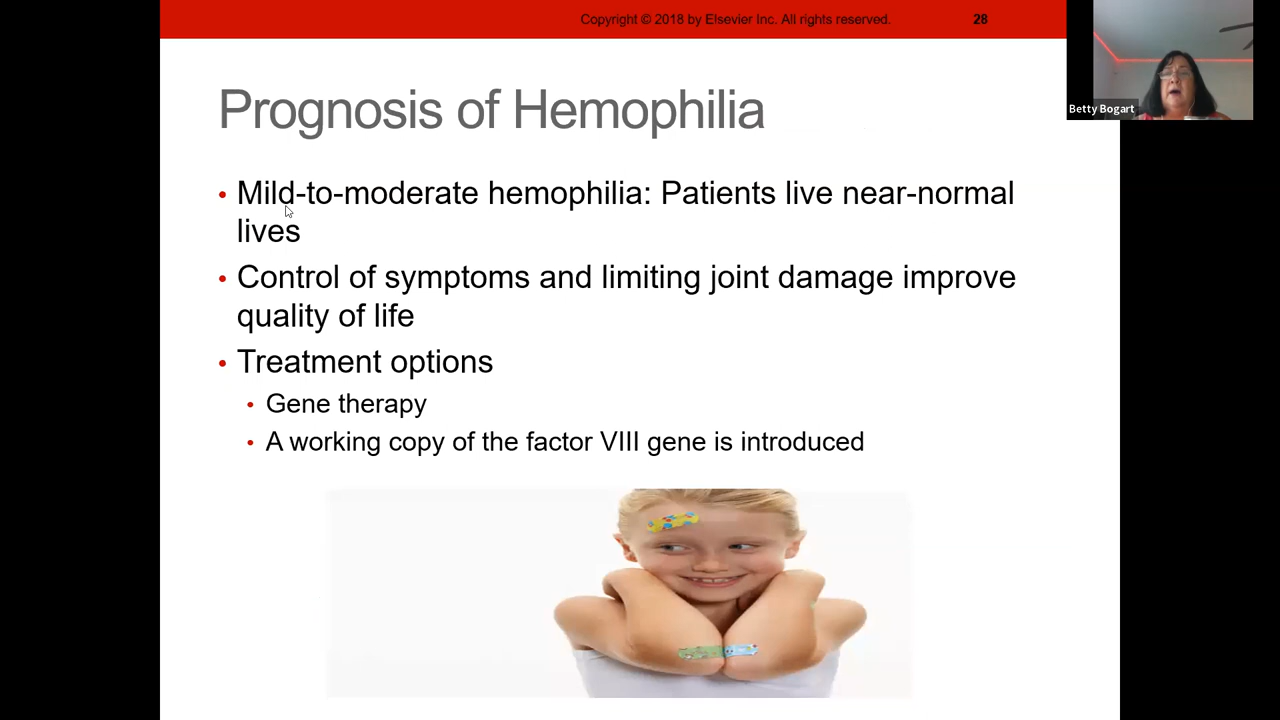 Copyright © 2018 by Elsevier Inc. All rights reserved. 28
Betty Bogart
Prognosis of Hemophilia
• Mild-to-moderate hemophilia: Patients live near-normal
lives
• Control of symptoms and limiting joint damage improve
quality of life
• Treatment options
• Gene therapy
• A working copy of the factor VIII gene is introduced